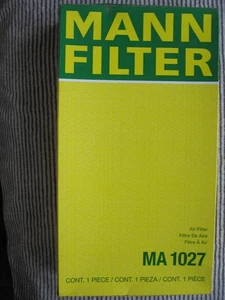 MANN
FILTER
Air Filter
Filtro De Aire
Filtre À Air
MA 1027
CONT. 1 PIECE / CONT. 1 PIEZA / CONT. 1 PIÈCE